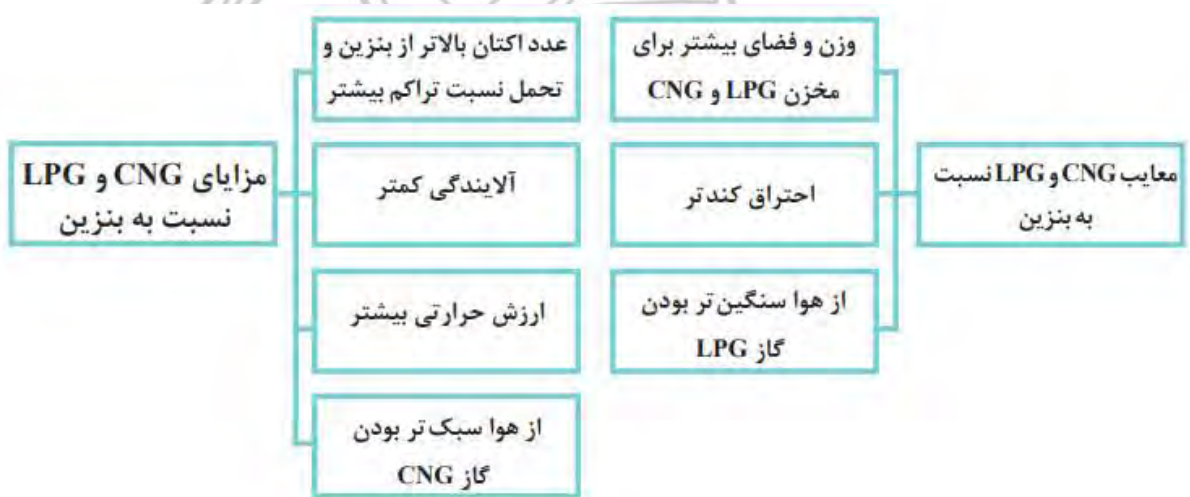 معایب CNG و LPG نسبت
به بنزین
وزن و فضای بیشتر برای
مخزن LPG و CNG
احتراق کندتر
از هوا سنگین‌تر بودن
گاز LPG
مزایای CNG و LPG
نسبت به بنزین
عدد اکتان بالاتر از بنزین و
تحمل نسبت تراکم بیشتر
آلایندگی کمتر
ارزش حرارتی بیشتر
از هوا سبک‌تر بودن
گاز CNG